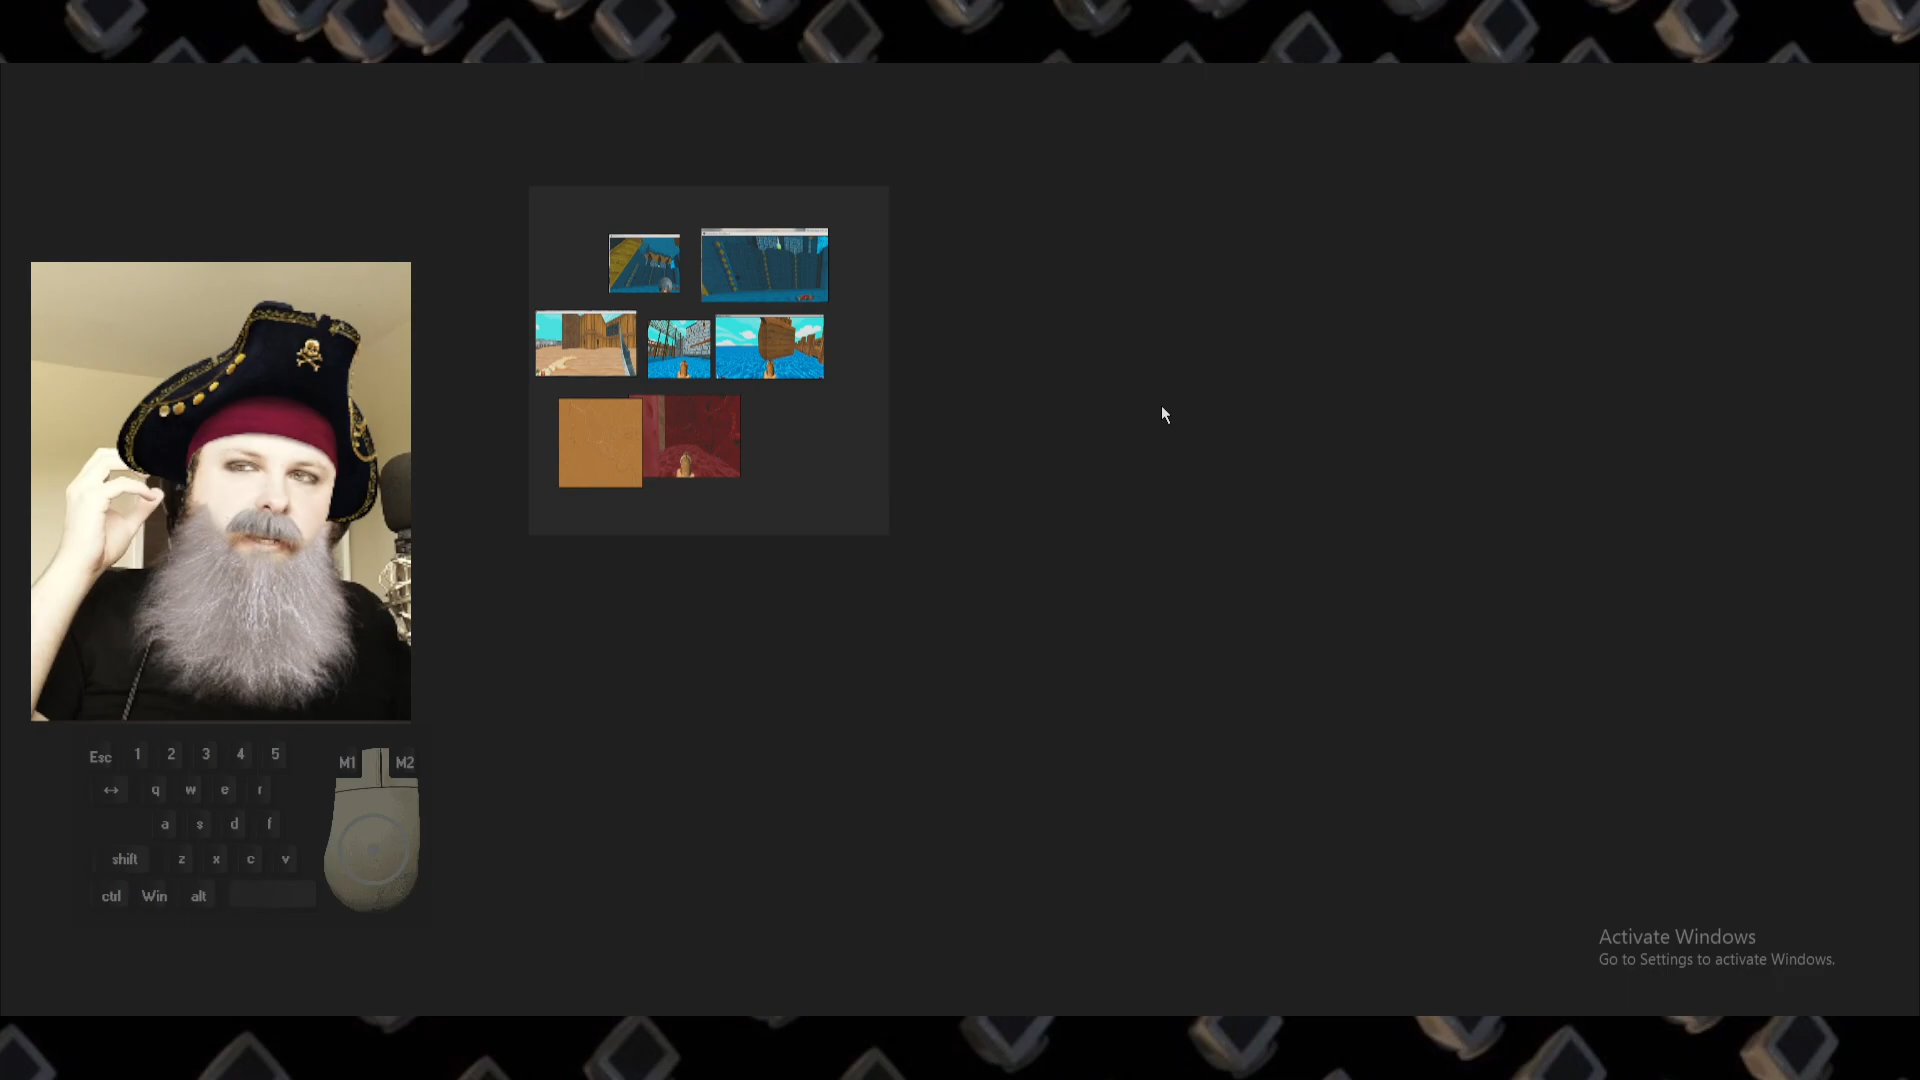 Esc 1 2 3 4 5
↔ q w e r
a s d f
shift z x c v
ctrl Win alt
M1 M2
Activate Windows
Go to Settings to activate Windows.